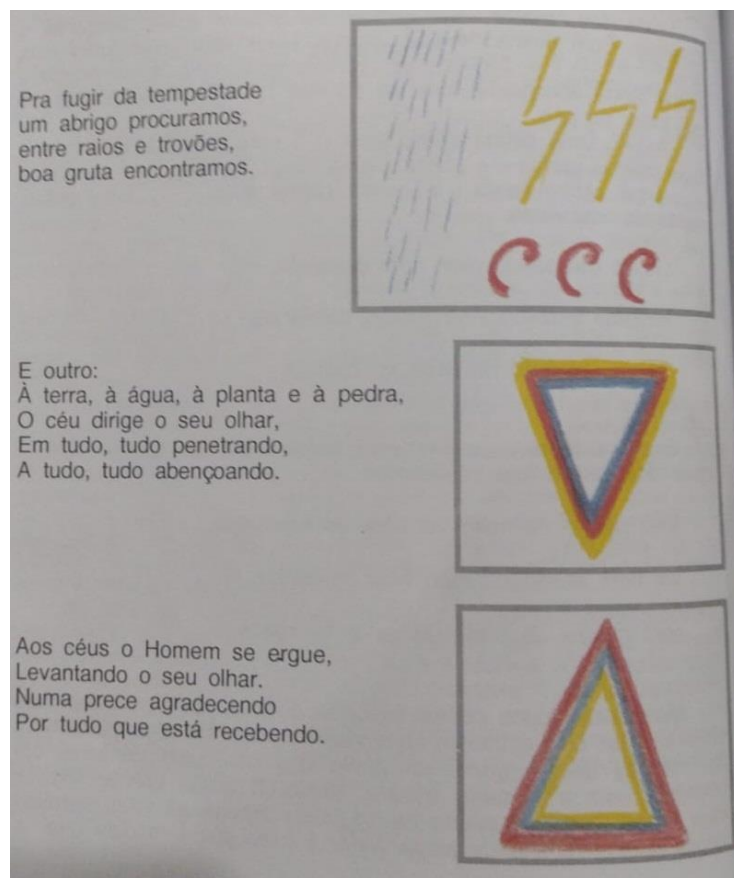 Pra fugir da tempestade
um abrigo procuramos,
entre raios e trovões,
boa gruta encontramos.
E outro:
À terra, à água, à planta e à pedra,
O céu dirige o seu olhar,
Em tudo, tudo penetrando,
A tudo, tudo abençoando.
Aos céus o Homem se ergue,
Levantando o seu olhar.
Numa prece agradecendo
Por tudo que está recebendo.